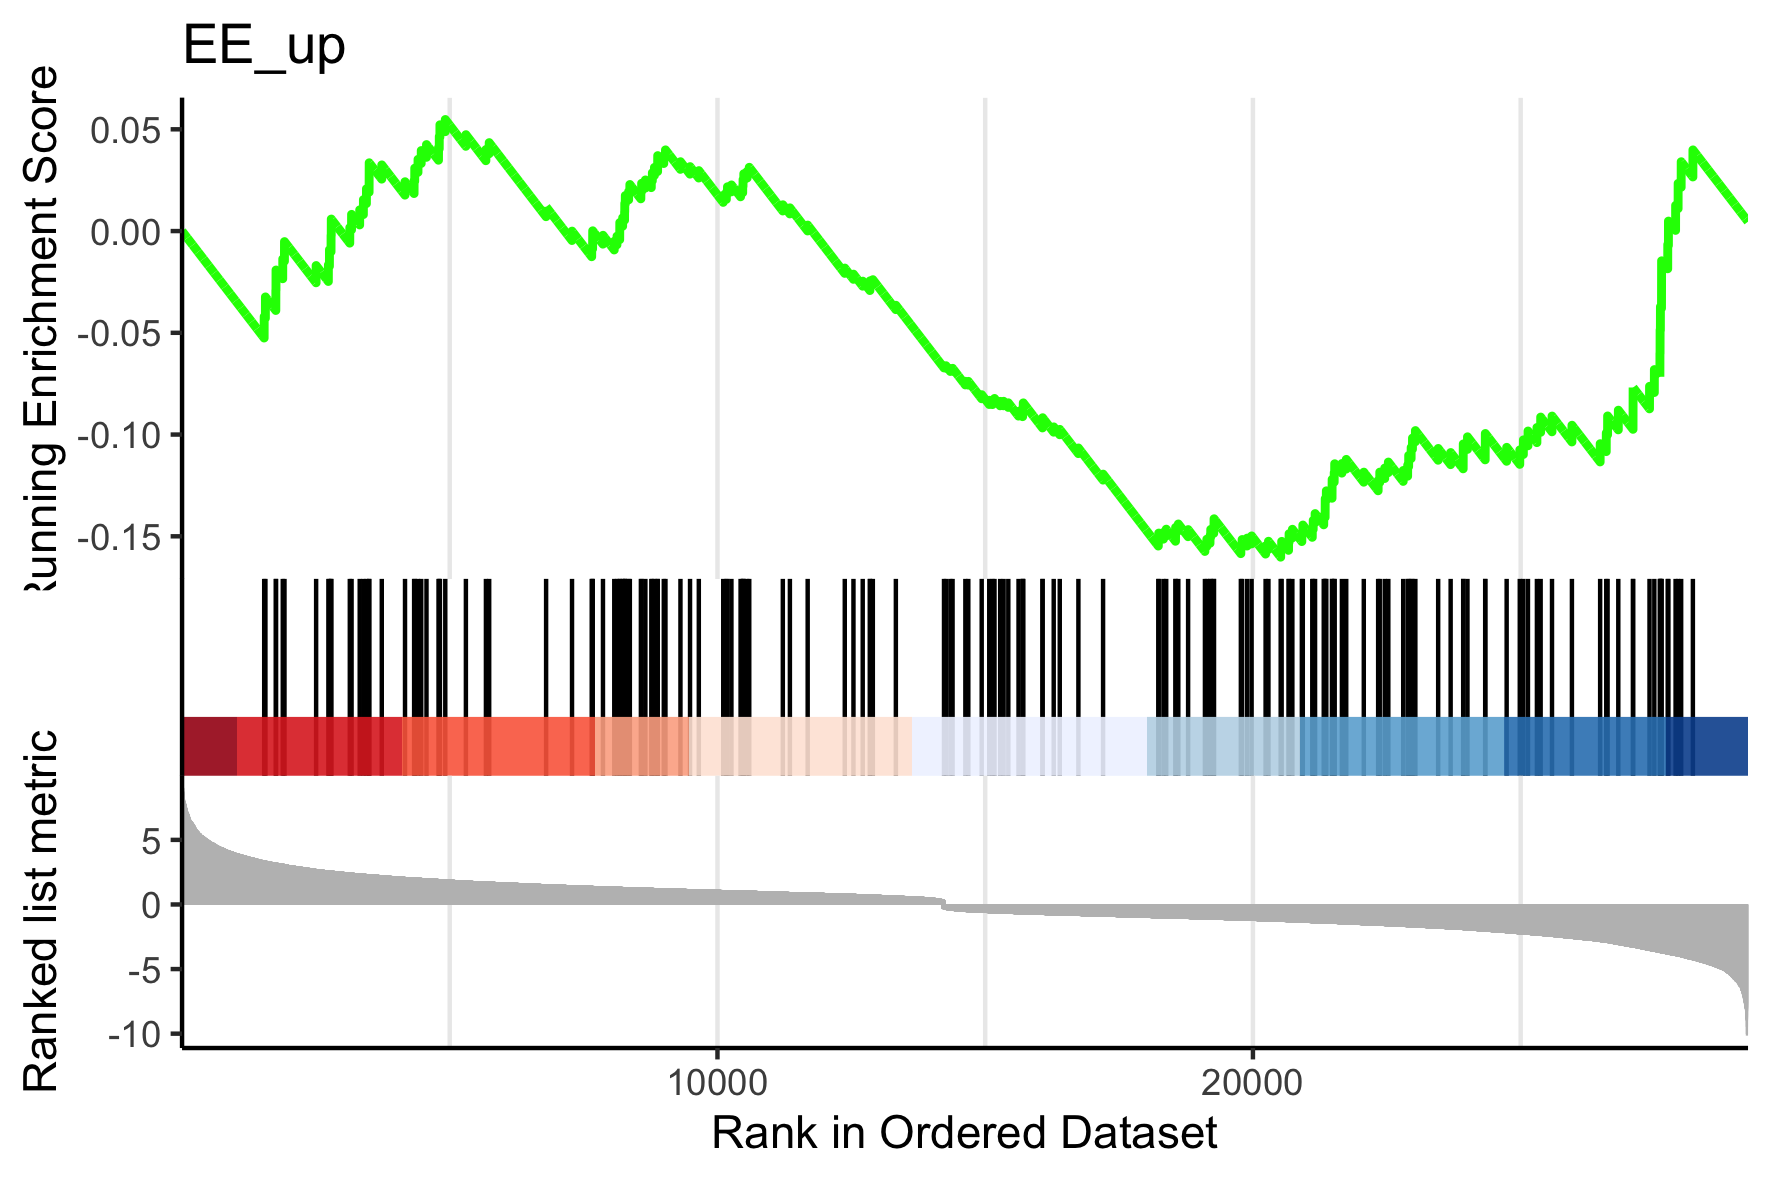 EE_up
Running Enrichment Score
0.05
0.00
-0.05
-0.10
-0.15
Ranked list metric
5
0
-5
-10
10000
20000
Rank in Ordered Dataset